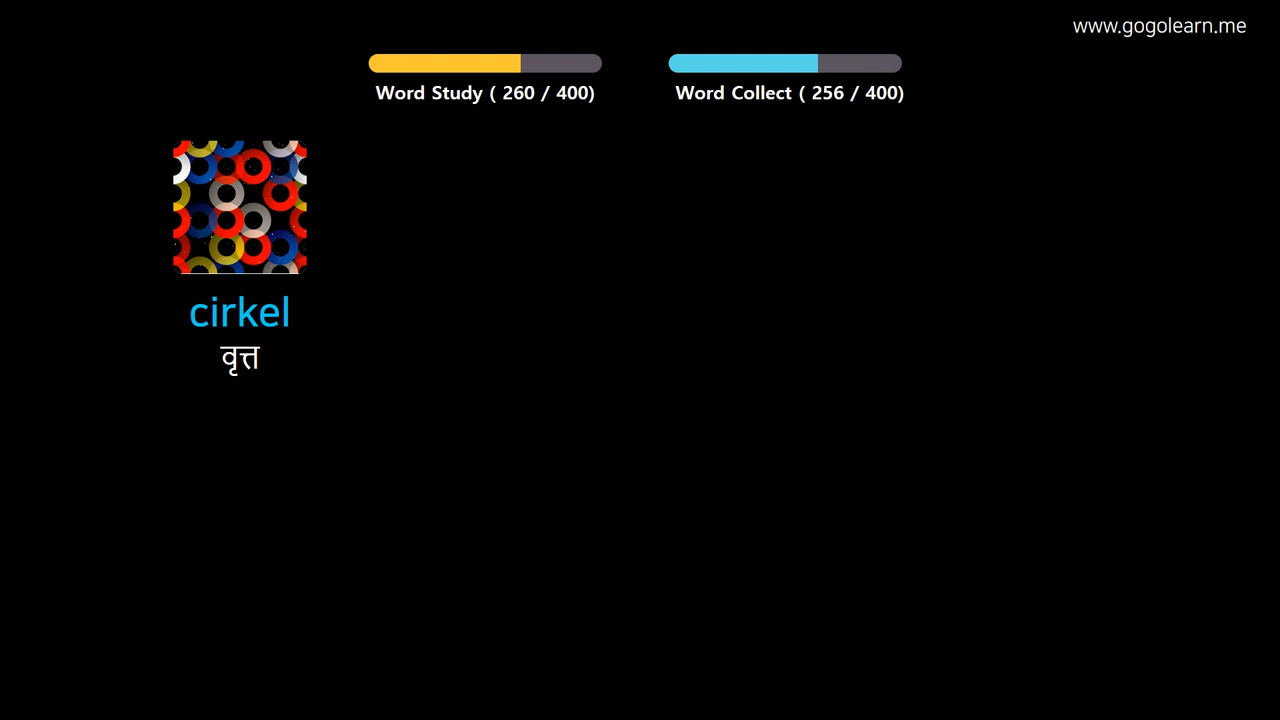 www.gogolearn.me
Word Study ( 260 / 400)
Word Collect ( 256 / 400)
cirkel
वृत्त